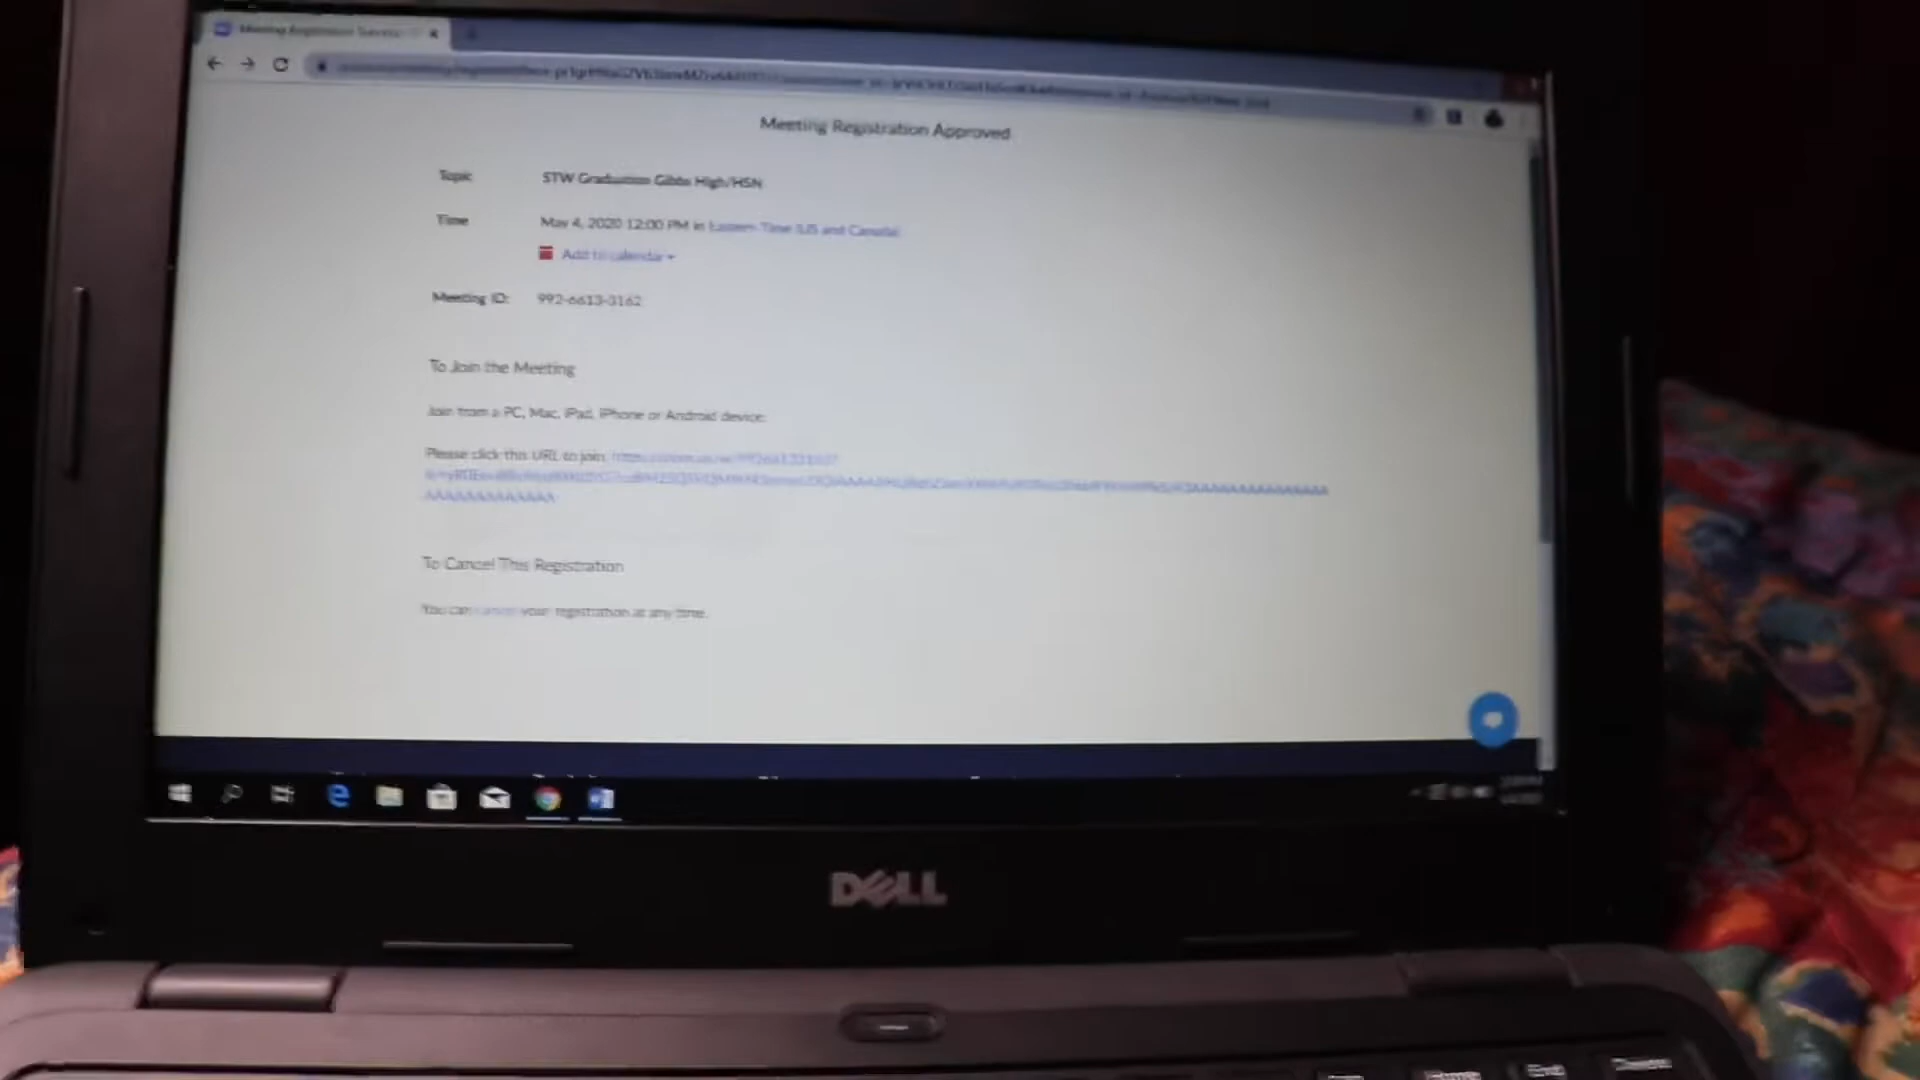 Meeting Registration
Meeting Registration Approved
Topic STW Graduation Gibbs High/HSN
Time May 4, 2020 12:00 PM in Eastern Time (US and Canada)
Add to calendar
Meeting ID: 992-6613-3162
To Join the Meeting
Join from a PC, Mac, iPad, iPhone or Android device:
Please click this URL to join.
To Cancel This Registration
You can cancel your registration at any time.
DELL
End